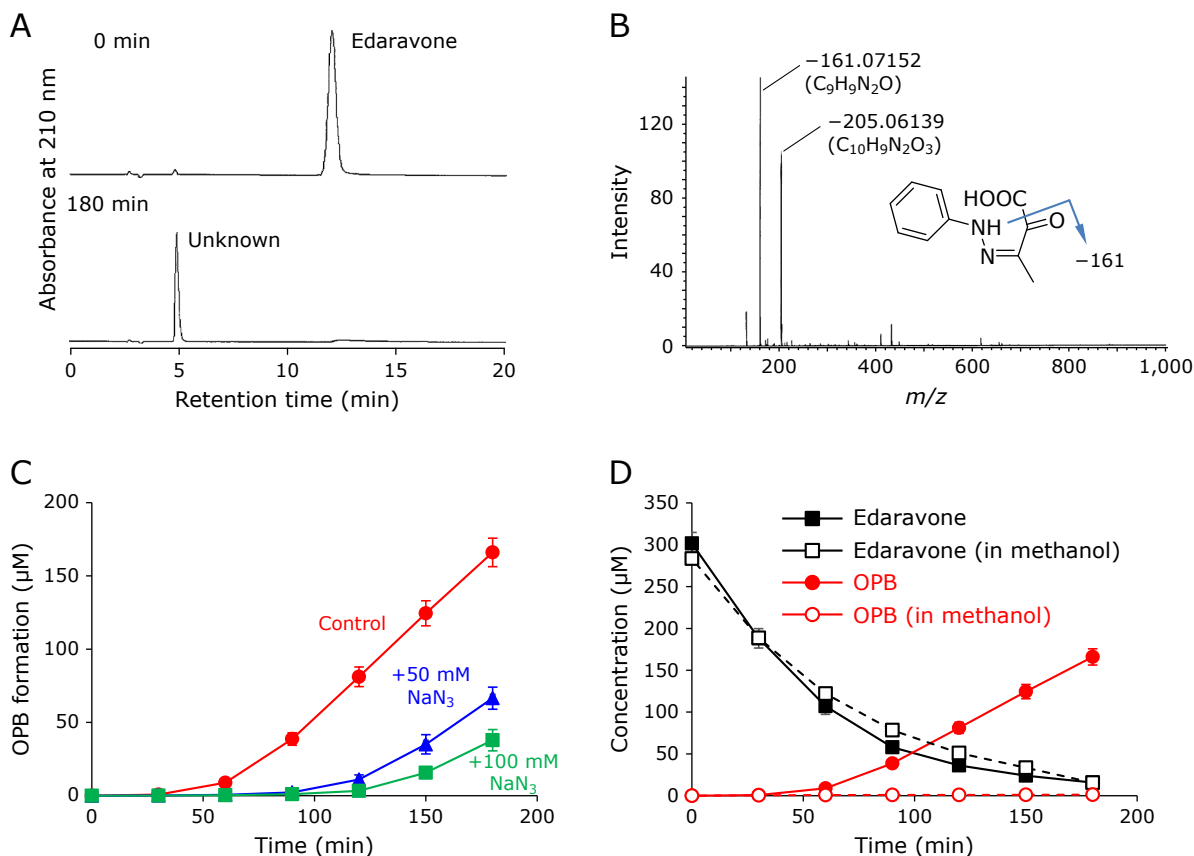 A
0 min
Edaravone
180 min
Unknown
Absorbance at 210 nm
0
5
10
15
20
Retention time (min)
B
−161.07152
(C₉H₉N₂O)
−205.06139
(C₁₀H₉N₂O₃)
HOOC
NH
O
N
−161
Intensity
120
80
60
40
0
200
400
600
800
1,000
m/z
C
OPB formation (μM)
200
150
100
50
0
Control
+50 mM
NaN₃
+100 mM
NaN₃
0
50
100
150
200
Time (min)
D
Concentration (μM)
350
300
250
200
150
100
50
0
Edaravone
Edaravone (in methanol)
OPB
OPB (in methanol)
0
50
100
150
200
Time (min)